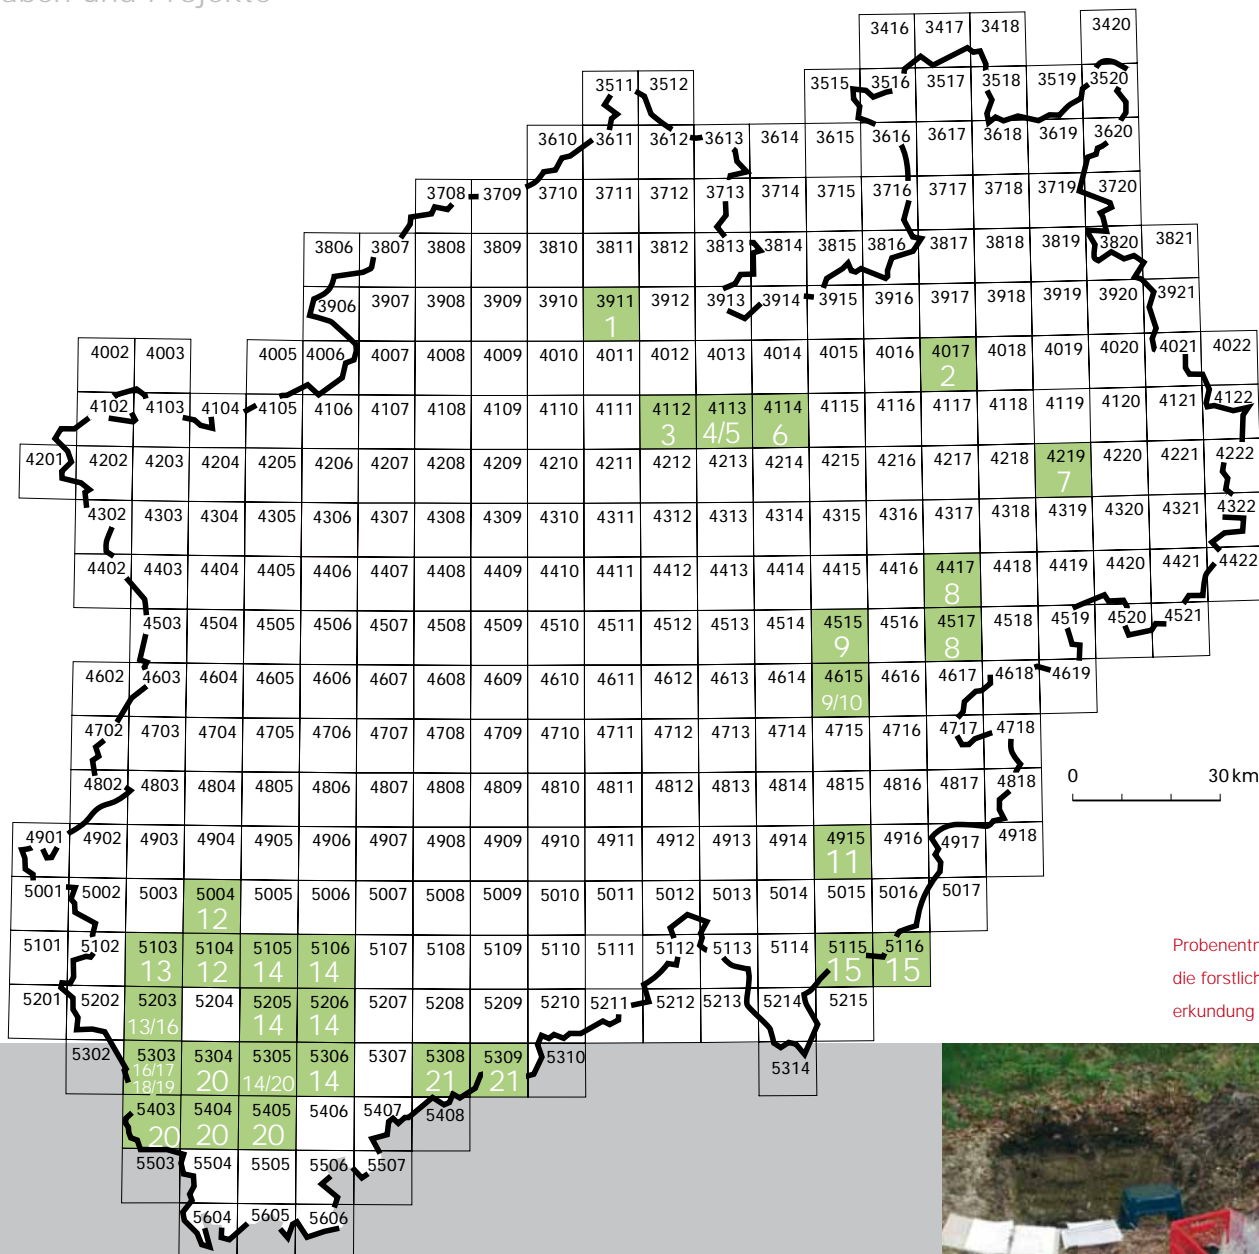 aben und Projekte
3416 3417 3418 3420
3511 3512 3515 3516 3517 3518 3519 3520
3610 3611 3612 3613 3614 3615 3616 3617 3618 3619 3620
3708 3709 3710 3711 3712 3713 3714 3715 3716 3717 3718 3719 3720
3806 3807 3808 3809 3810 3811 3812 3813 3814 3815 3816 3817 3818 3819 3820 3821
3906 3907 3908 3909 3910 3911 3912 3913 3914 3915 3916 3917 3918 3919 3920 3921
1
4002 4003 4005 4006 4007 4008 4009 4010 4011 4012 4013 4014 4015 4016 4017 4018 4019 4020 4021 4022
2
4102 4103 4104 4105 4106 4107 4108 4109 4110 4111 4112 4113 4114 4115 4116 4117 4118 4119 4120 4121 4122
3 4/5 6
4201 4202 4203 4204 4205 4206 4207 4208 4209 4210 4211 4212 4213 4214 4215 4216 4217 4218 4219 4220 4221 4222
7
4302 4303 4304 4305 4306 4307 4308 4309 4310 4311 4312 4313 4314 4315 4316 4317 4318 4319 4320 4321 4322
4402 4403 4404 4405 4406 4407 4408 4409 4410 4411 4412 4413 4414 4415 4416 4417 4418 4419 4420 4421 4422
8
4503 4504 4505 4506 4507 4508 4509 4510 4511 4512 4513 4514 4515 4516 4517 4518 4519 4520 4521
9 8
4602 4603 4604 4605 4606 4607 4608 4609 4610 4611 4612 4613 4614 4615 4616 4617 4618 4619
9/10
4702 4703 4704 4705 4706 4707 4708 4709 4710 4711 4712 4713 4714 4715 4716 4717 4718
4802 4803 4804 4805 4806 4807 4808 4809 4810 4811 4812 4813 4814 4815 4816 4817 4818
0 30 km
4901 4902 4903 4904 4905 4906 4907 4908 4909 4910 4911 4912 4913 4914 4915 4916 4917 4918
11
5001 5002 5003 5004 5005 5006 5007 5008 5009 5010 5011 5012 5013 5014 5015 5016 5017
12
5101 5102 5103 5104 5105 5106 5107 5108 5109 5110 5111 5112 5113 5114 5115 5116
13 12 14 14 15 15
5201 5202 5203 5204 5205 5206 5207 5208 5209 5210 5211 5212 5213 5214 5215
13/16 14 14
5302 5303 5304 5305 5306 5307 5308 5309 5310 5314
16/17
18/19 20 14/20 14 21 21
5403 5404 5405 5406 5407 5408
20 20 20
5503 5504 5505 5506 5507
5604 5605 5606
Probenentr
die forstlich
erkundung